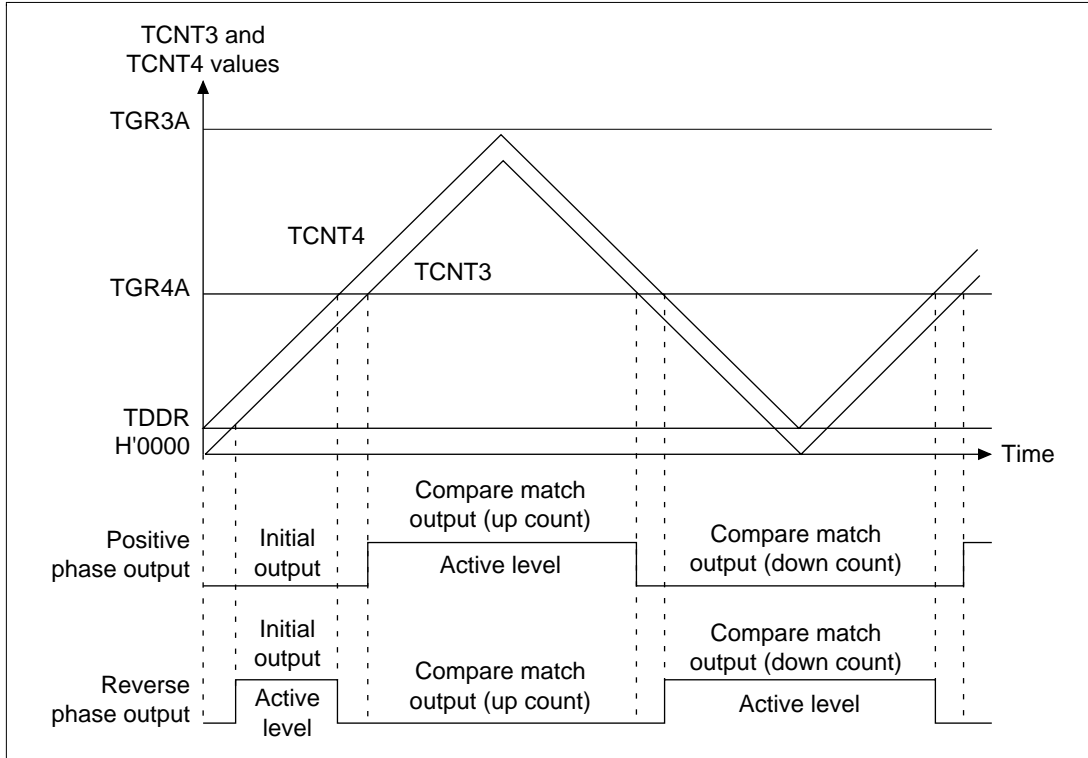 TCNT3 and
TCNT4 values
TGR3A
TCNT4
TCNT3
TGR4A
TDDR
H'0000
Time
Compare match
output (up count)
Positive
phase output
Initial
output
Active level
Compare match
output (down count)
Initial
output
Compare match
output (down count)
Reverse
phase output
Active
level
Compare match
output (up count)
Active level